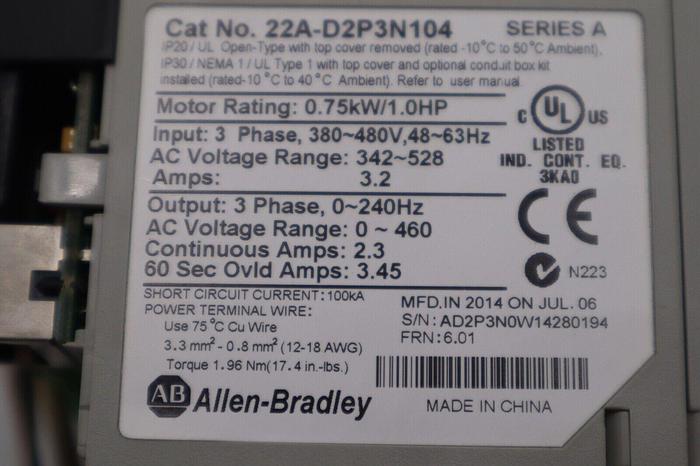 Cat No. 22A-D2P3N104 SERIES A
IP20 / UL Open-Type with top cover removed (rated -10°C to 50°C Ambient).
IP30 / NEMA 1 / UL Type 1 with top cover and optional conduit box kit
installed (rated-10°C to 40°C Ambient). Refer to user manual
Motor Rating: 0.75kW/1.0HP
Input: 3 Phase, 380~480V,48~63Hz
AC Voltage Range: 342~528
Amps: 3.2
C UL US
LISTED
IND. CONT. EQ.
3KA0
Output: 3 Phase, 0~240Hz
AC Voltage Range: 0 ~ 460
Continuous Amps: 2.3
60 Sec Ovld Amps: 3.45
CE
N223
SHORT CIRCUIT CURRENT: 100kA
POWER TERMINAL WIRE:
Use 75°C Cu Wire
3.3 mm² - 0.8 mm² (12-18 AWG)
Torque 1.96 Nm(17.4 in.-lbs.)
MFD.IN 2014 ON JUL. 06
S/N: AD2P3N0W14280194
FRN: 6.01
AB Allen-Bradley
MADE IN CHINA